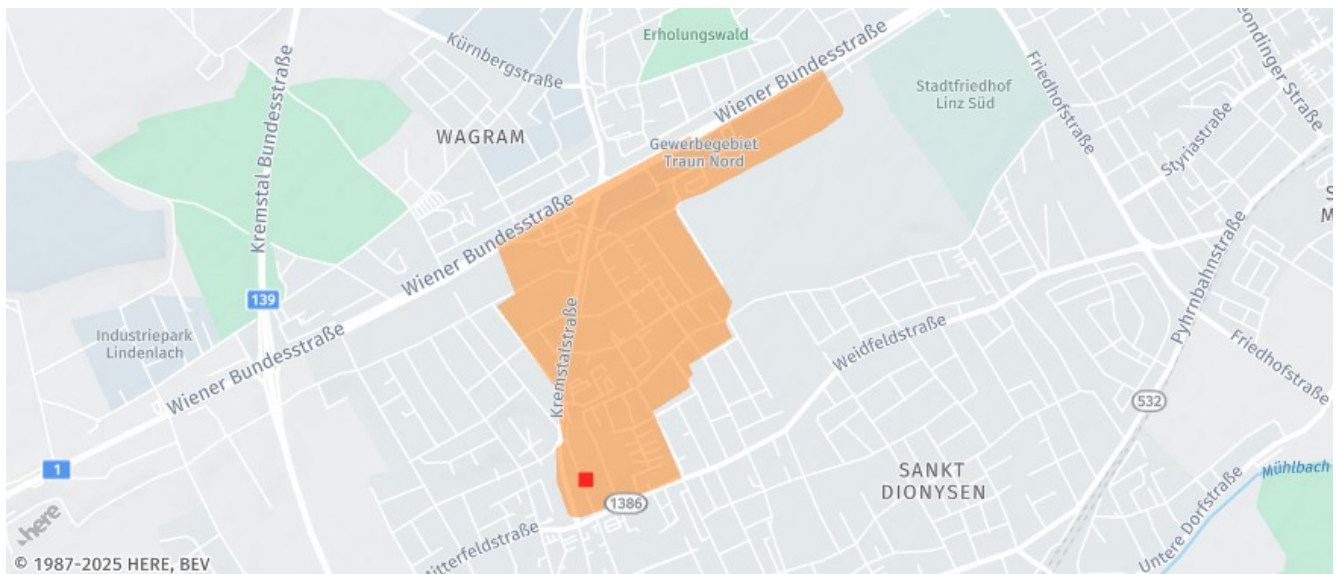 Erholungswald
Kürnbergstraße
Kremstal Bundesstraße
WAGRAM
Wiener Bundesstraße
Gewerbegebiet
Traun Nord
Stadtfriedhof
Linz Süd
Friedhofstraße
Styriastraße
Wiener Bundesstraße
139
Industriepark
Lindenlach
Wiener Bundesstraße
Kremstalstraße
Weidfeldstraße
Pyhrnbahnstraße
Friedhofstraße
532
1
SANKT
DIONYSEN
1386
Mühlbach
Untere Dorfstraße
here
© 1987-2025 HERE, BEV